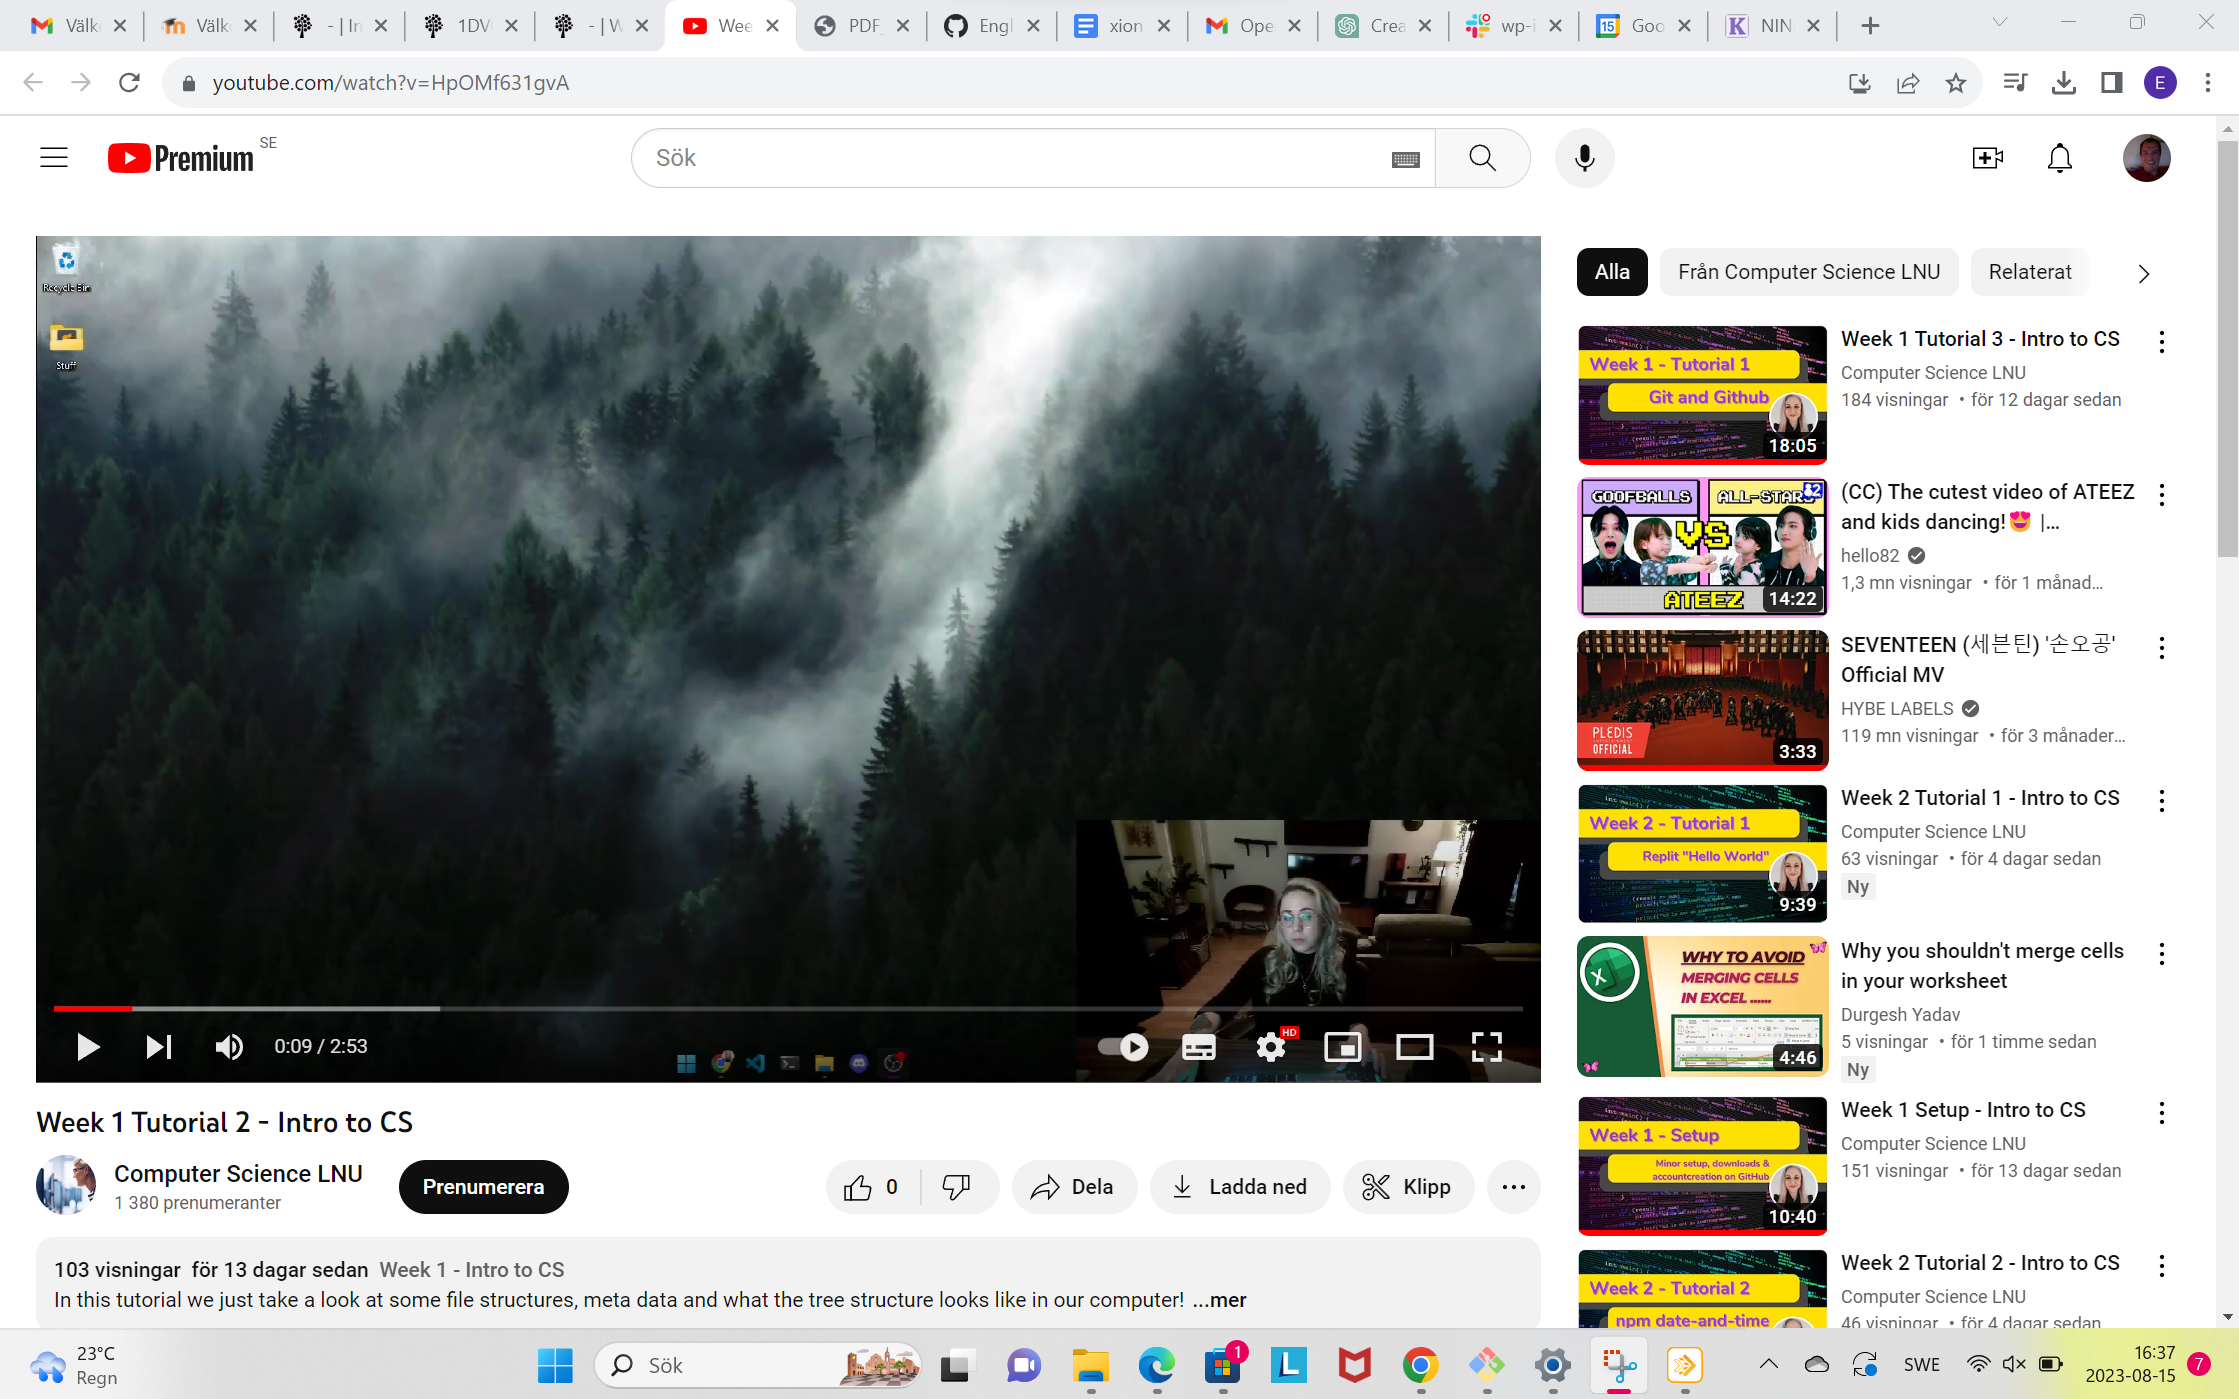 Välk
Välk
- | In
1DV
- | W
Wee
PDF_
Engl
xion
Ope
Crea
wp-i
Goo
NIN
youtube.com/watch?v=HpOMf631gvA
E
Premium SE
Sök
Recycle Bin
Stuff
0:09 / 2:53
HD
Week 1 Tutorial 2 - Intro to CS
Computer Science LNU
1 380 prenumeranter
Prenumerera
0
Dela
Ladda ned
Klipp
103 visningar för 13 dagar sedan Week 1 - Intro to CS
In this tutorial we just take a look at some file structures, meta data and what the tree structure looks like in our computer! ...mer
Alla
Från Computer Science LNU
Relaterat
Week 1 - Tutorial 1
Git and Github
18:05
Week 1 Tutorial 3 - Intro to CS
Computer Science LNU
184 visningar • för 12 dagar sedan
GOOFBALLS
VS
ALL-STARS
ATEEZ
14:22
(CC) The cutest video of ATEEZ
and kids dancing!😍 |...
hello82
1,3 mn visningar • för 1 månad...
PLEDIS
OFFICIAL
3:33
SEVENTEEN (세븐틴) '손오공'
Official MV
HYBE LABELS
119 mn visningar • för 3 månader...
Week 2 - Tutorial 1
Replit "Hello World"
9:39
Week 2 Tutorial 1 - Intro to CS
Computer Science LNU
63 visningar • för 4 dagar sedan
Ny
WHY TO AVOID
MERGING CELLS
IN EXCEL ......
4:46
Why you shouldn't merge cells
in your worksheet
Durgesh Yadav
5 visningar • för 1 timme sedan
Ny
Week 1 - Setup
Minor setup, downloads &
accountcreation on GitHub
10:40
Week 1 Setup - Intro to CS
Computer Science LNU
151 visningar • för 13 dagar sedan
Week 2 - Tutorial 2
npm date-and-time
Week 2 Tutorial 2 - Intro to CS
Computer Science LNU
46 visningar • för 4 dagar sedan
23°C
Regn
Sök
1
L
SWE
16:37
2023-08-15
7